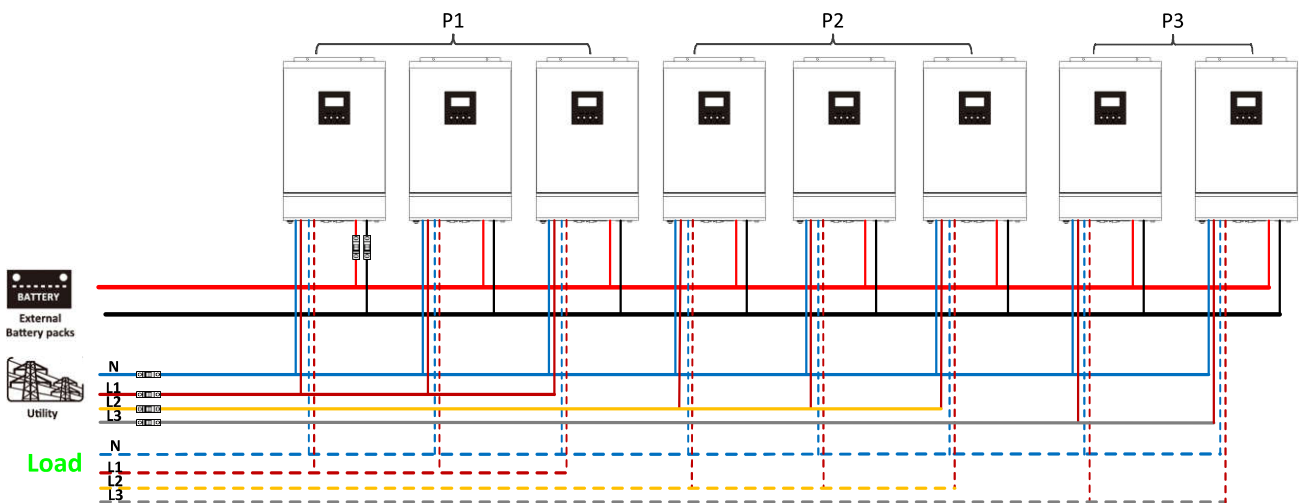 P1
P2
P3
BATTERY
External
Battery packs
N
L1
L2
L3
Utility
Load
N
L1
L2
L3